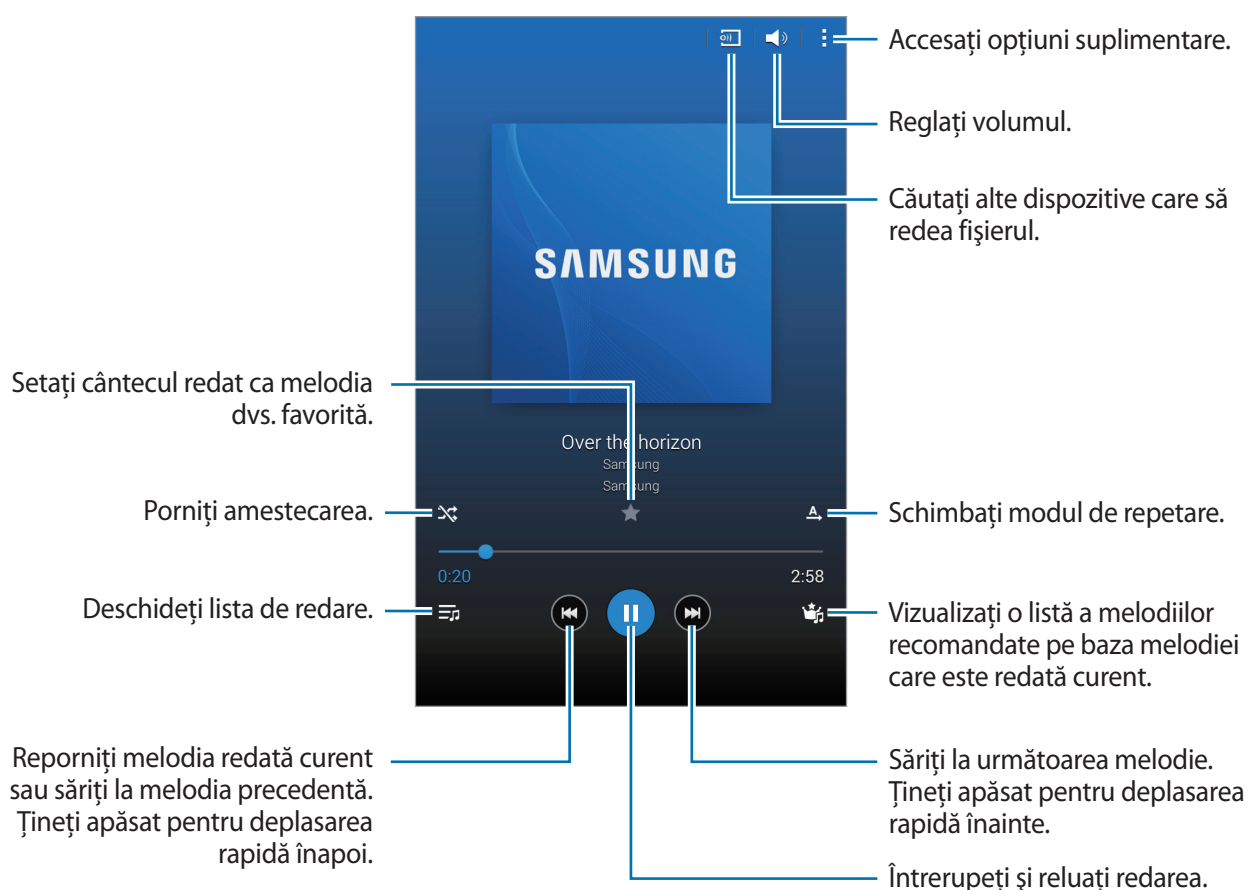 Accesați opțiuni suplimentare.
Reglați volumul.
Căutați alte dispozitive care să
redea fişierul.
SAMSUNG
Setați cântecul redat ca melodia
dvs. favorită.
Over the horizon
Samsung
Samsung
Porniți amestecarea.
A
Schimbați modul de repetare.
0:20
2:58
Deschideți lista de redare.
Vizualizați o listă a melodiilor
recomandate pe baza melodiei
care este redată curent.
Reporniți melodia redată curent
sau săriți la melodia precedentă.
Țineți apăsat pentru deplasarea
rapidă înapoi.
Săriți la următoarea melodie.
Țineți apăsat pentru deplasarea
rapidă înainte.
Întrerupeți şi reluați redarea.